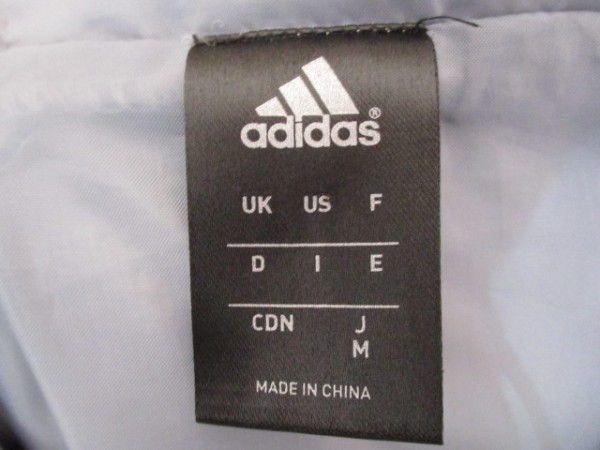 adidas®
UK US F
D I E
CDN J
M
MADE IN CHINA